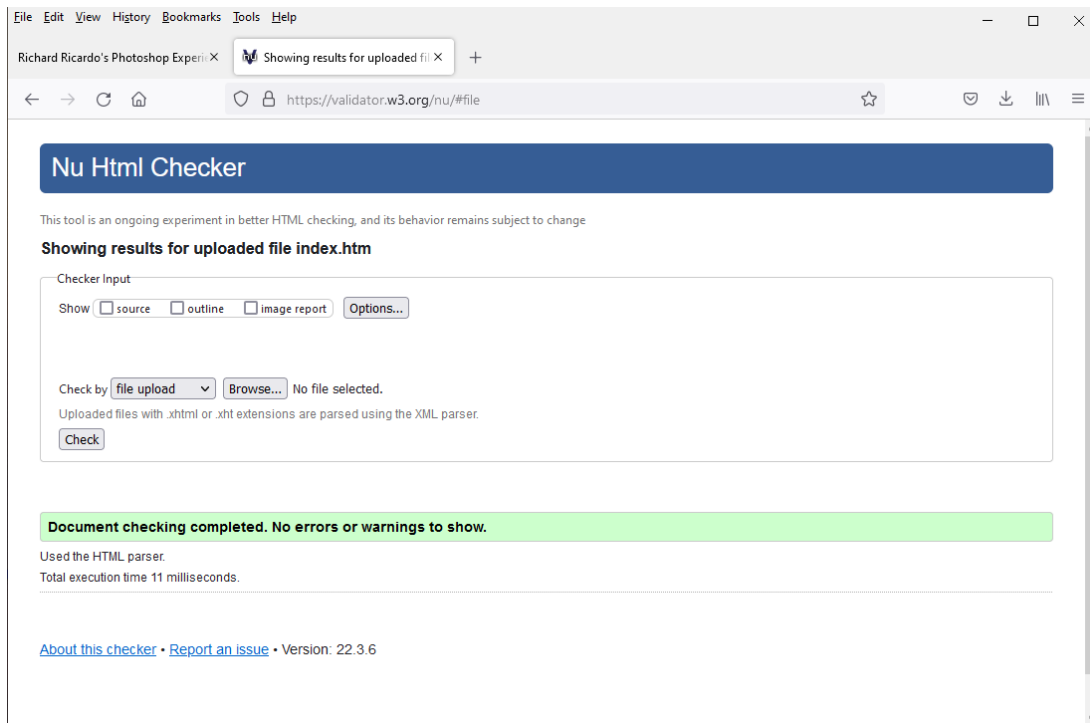 File Edit View History Bookmarks Tools Help
Richard Ricardo's Photoshop Experie
Showing results for uploaded fil
https://validator.w3.org/nu/#file
Nu Html Checker
This tool is an ongoing experiment in better HTML checking, and its behavior remains subject to change
Showing results for uploaded file index.htm
Checker Input
Show source outline image report Options...
Check by file upload Browse... No file selected.
Uploaded files with .xhtml or .xht extensions are parsed using the XML parser.
Check
Document checking completed. No errors or warnings to show.
Used the HTML parser.
Total execution time 11 milliseconds.
About this checker • Report an issue • Version: 22.3.6